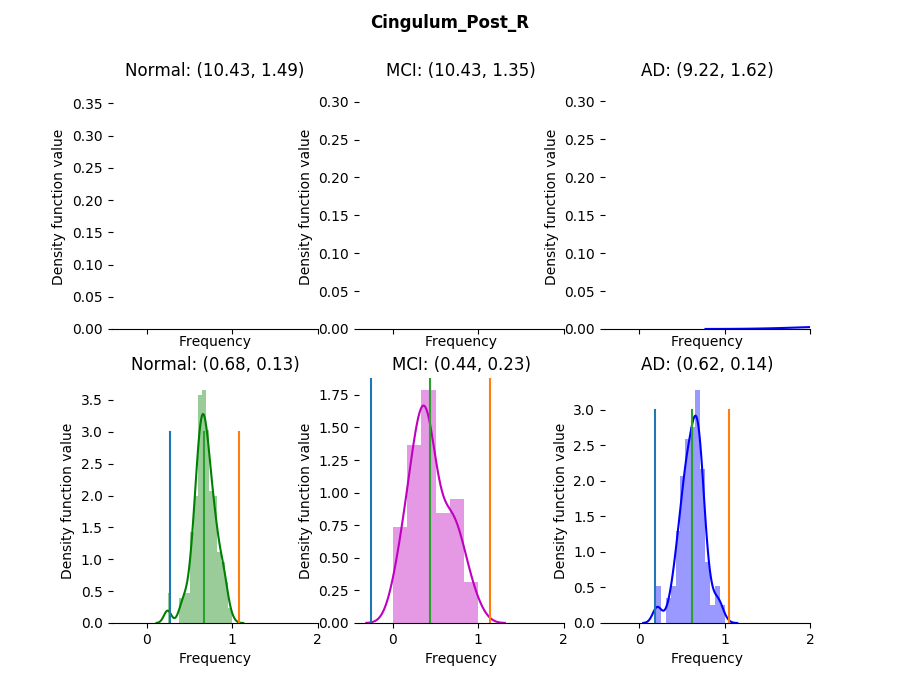 Cingulum_Post_R
Normal: (10.43, 1.49) MCI: (10.43, 1.35) AD: (9.22, 1.62)
Density function value
0.35
0.30
0.25
0.20
0.15
0.10
0.05
0.00
Frequency
Density function value
0.30
0.25
0.20
0.15
0.10
0.05
0.00
Frequency
Density function value
0.30
0.25
0.20
0.15
0.10
0.05
0.00
Frequency
Normal: (0.68, 0.13) MCI: (0.44, 0.23) AD: (0.62, 0.14)
Density function value
3.5
3.0
2.5
2.0
1.5
1.0
0.5
0.0
0 1 2
Frequency
Density function value
1.75
1.50
1.25
1.00
0.75
0.50
0.25
0.00
0 1 2
Frequency
Density function value
3.0
2.5
2.0
1.5
1.0
0.5
0.0
0 1 2
Frequency